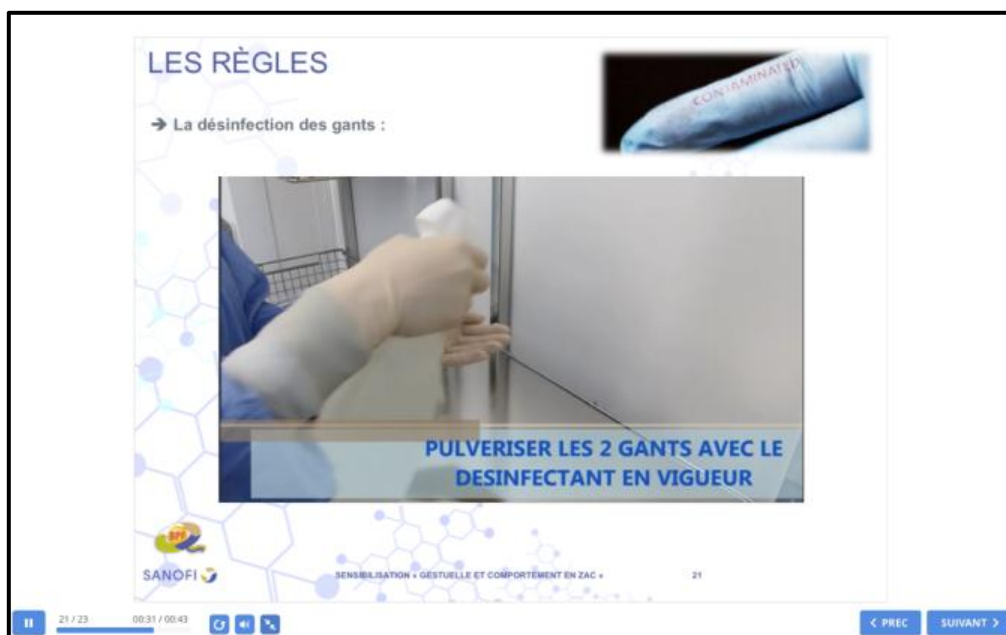 LES RÈGLES
CONTAMINATED
➔ La désinfection des gants :
PULVERISER LES 2 GANTS AVEC LE
DESINFECTANT EN VIGUEUR
BPF
SANOFI
SENSIBILISATION « GESTUELLE ET COMPORTEMENT EN ZAC »
21
21 / 23
00:31 / 00:43
< PREC
SUIVANT >